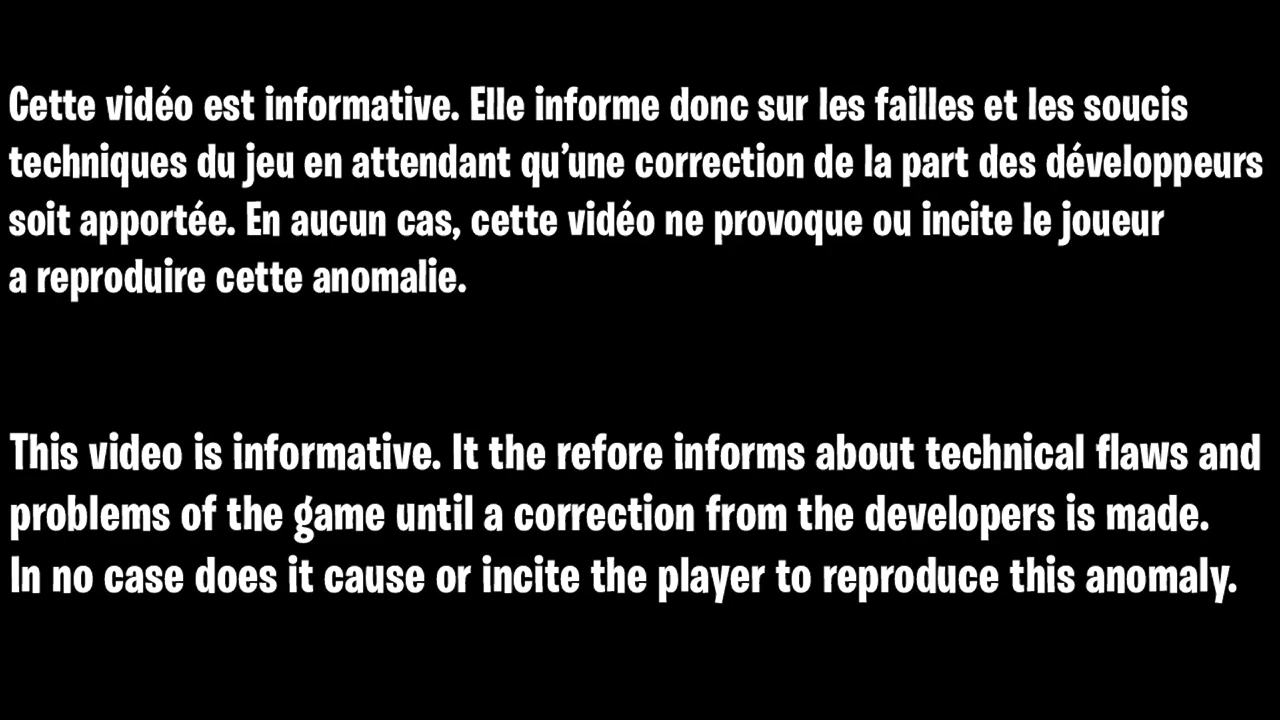 Cette vidéo est informative. Elle informe donc sur les failles et les soucis
techniques du jeu en attendant qu’une correction de la part des développeurs
soit apportée. En aucun cas, cette vidéo ne provoque ou incite le joueur
a reproduire cette anomalie.
This video is informative. It the refore informs about technical flaws and
problems of the game until a correction from the developers is made.
In no case does it cause or incite the player to reproduce this anomaly.